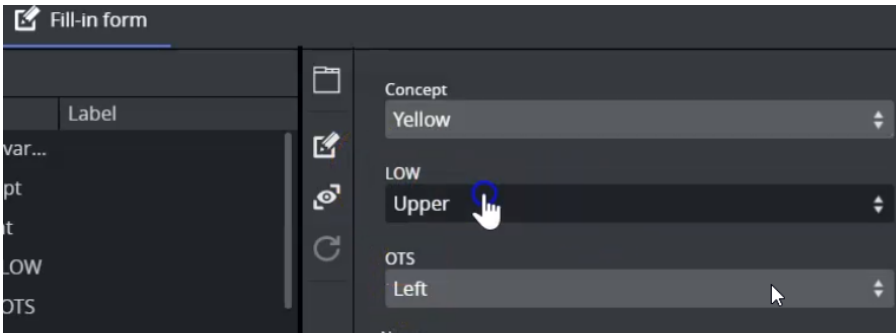 Fill-in form
Label
var...
pt
t
LOW
OTS
Concept
Yellow
LOW
Upper
OTS
Left